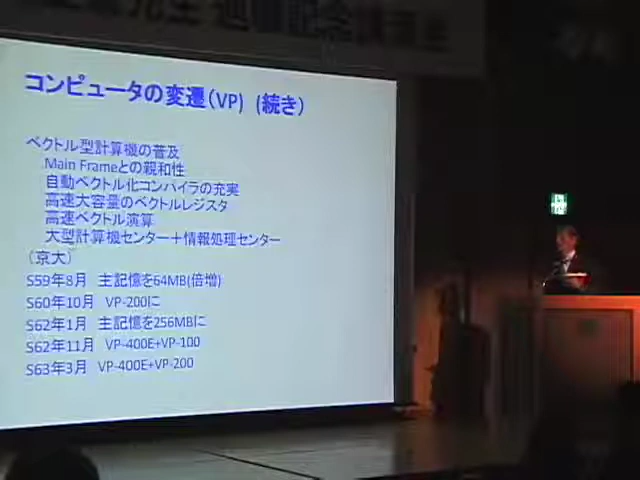 退職記念講演会
コンピュータの変遷(VP) (続き)
ベクトル型計算機の普及
Main Frameとの親和性
自動ベクトル化コンパイラの充実
高速大容量のベクトルレジスタ
高速ベクトル演算
大型計算機センター＋情報処理センター
(京大)
S59年8月 主記憶を64MB(倍増)
S60年10月 VP-200に
S62年1月 主記憶を256MBに
S62年11月 VP-400E+VP-100
S63年3月 VP-400E+VP-200